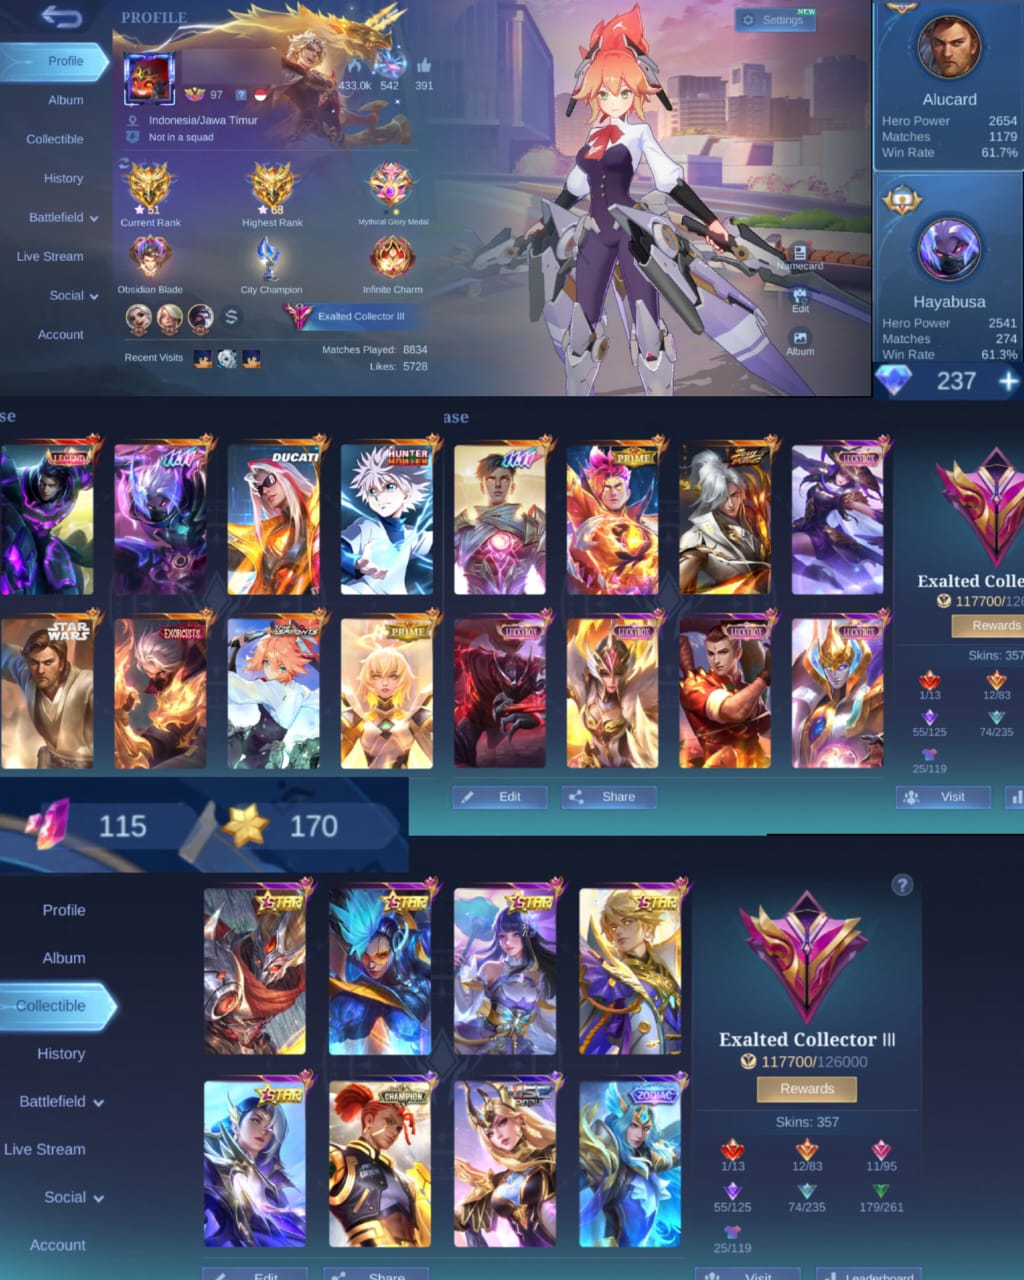 PROFILE
Profile
Album
Collectible
History
Battlefield
Live Stream
Social
Account
97
?
433.0k
542
391
Indonesia/Jawa Timur
Not in a squad
51
Current Rank
68
Highest Rank
3
Mythical Glory Medal
Obsidian Blade
City Champion
Infinite Charm
Exalted Collector III
Recent Visits
Matches Played: 8834
Likes: 5728
NEW
Settings
Namecard
Edit
Album
Alucard
Hero Power 2654
Matches 1179
Win Rate 61.7%
Hayabusa
Hero Power 2541
Matches 274
Win Rate 61.3%
237
se
ase
LEGEND
DUCATI
HUNTER HUNTER
PRIME
LUCKYBOX
STAR WARS
EXORCISTS
PRIME
LUCKYBOX
LUCKYBOX
LUCKYBOX
LUCKYBOX
Exalted Colle
117700/126
Rewards
Skins: 357
1/13
12/83
55/125
74/235
25/119
Edit
Share
Visit
115
170
Profile
Album
Collectible
History
Battlefield
Live Stream
Social
Account
STAR
STAR
STAR
STAR
STAR
CHAMPION
MSC
ZODIAC
?
Exalted Collector III
117700/126000
Rewards
Skins: 357
1/13
12/83
11/95
55/125
74/235
179/261
25/119
Edit
Share
Visit
Leaderboard